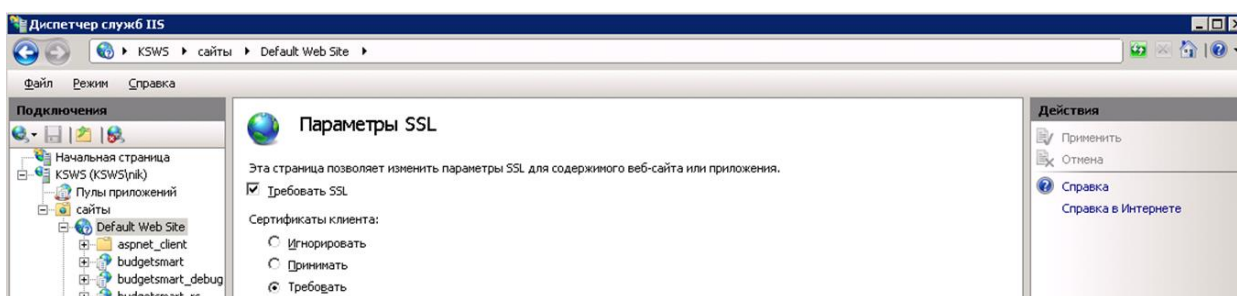 Диспетчер служб IIS
KSWS ▸ сайты ▸ Default Web Site ▸
Файл Режим Справка
Подключения
Начальная страница
KSWS (KSWS\nik)
Пулы приложений
сайты
Default Web Site
aspnet_client
budgetsmart
budgetsmart_debug
Параметры SSL
Эта страница позволяет изменить параметры SSL для содержимого веб-сайта или приложения.
Требовать SSL
Сертификаты клиента:
Игнорировать
Принимать
Требовать
Действия
Применить
Отмена
Справка
Справка в Интернете